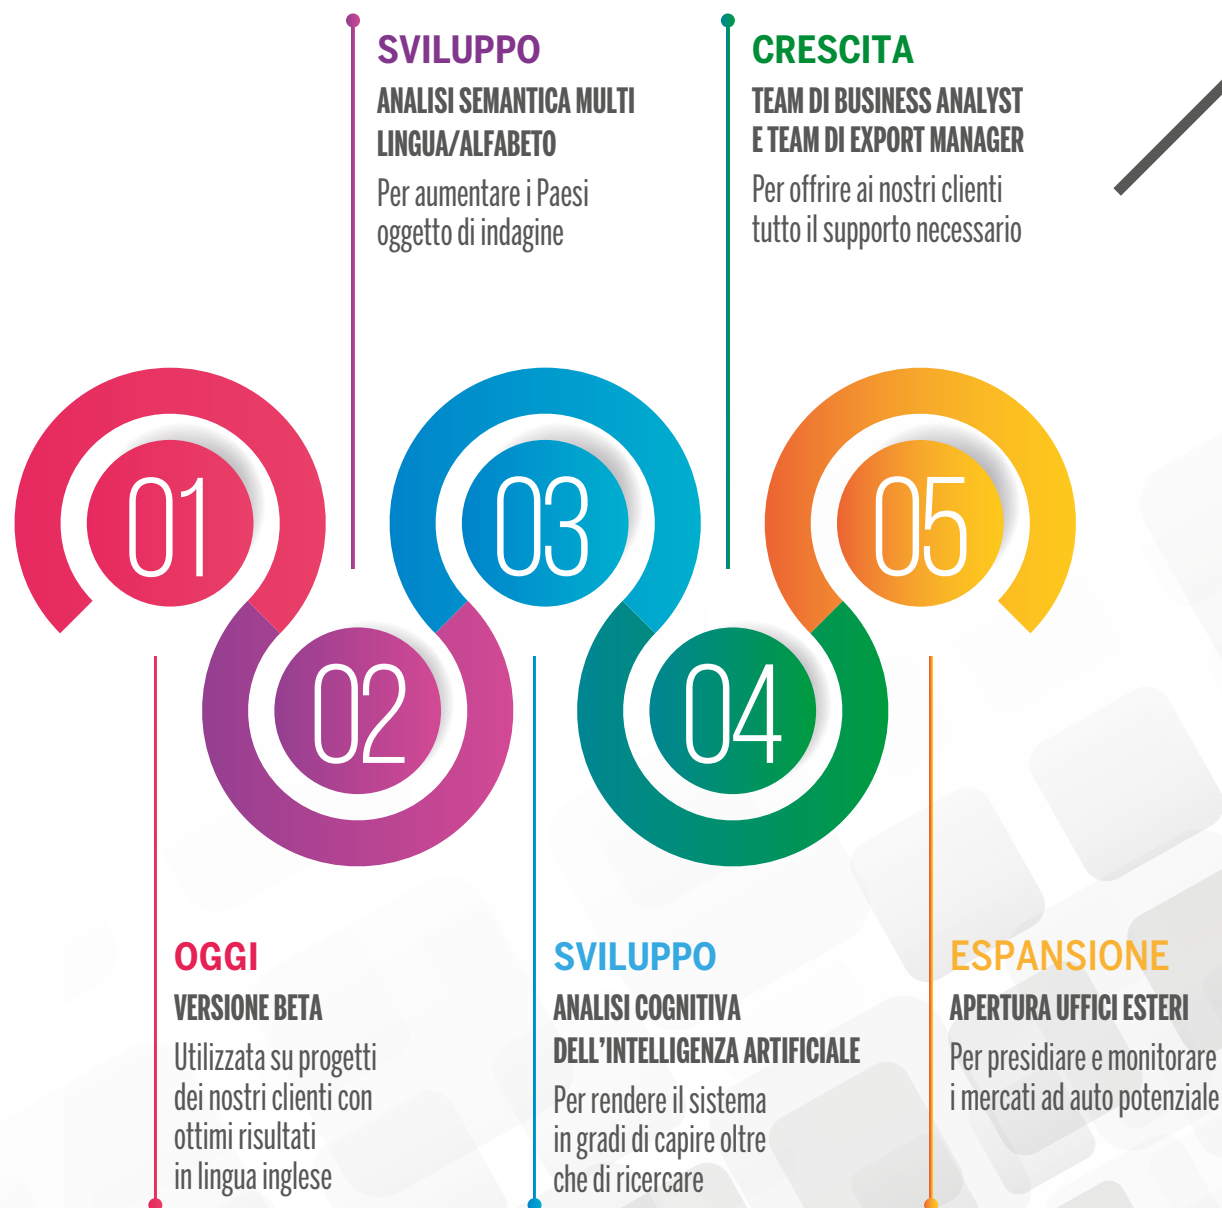 SVILUPPO
ANALISI SEMANTICA MULTI
LINGUA/ALFABETO
Per aumentare i Paesi
oggetto di indagine
CRESCITA
TEAM DI BUSINESS ANALYST
E TEAM DI EXPORT MANAGER
Per offrire ai nostri clienti
tutto il supporto necessario
01
03
05
02
04
OGGI
VERSIONE BETA
Utilizzata su progetti
dei nostri clienti con
ottimi risultati
in lingua inglese
SVILUPPO
ANALISI COGNITIVA
DELL'INTELLIGENZA ARTIFICIALE
Per rendere il sistema
in gradi di capire oltre
che di ricercare
ESPANSIONE
APERTURA UFFICI ESTERI
Per presidiare e monitorare
i mercati ad auto potenziale